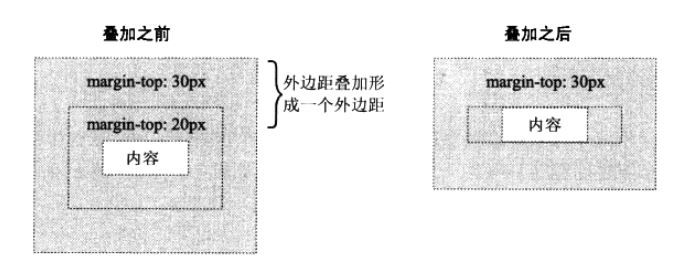 叠加之前
叠加之后
margin-top: 30px
margin-top: 20px
内容
外边距叠加形
成一个外边距
margin-top: 30px
内容